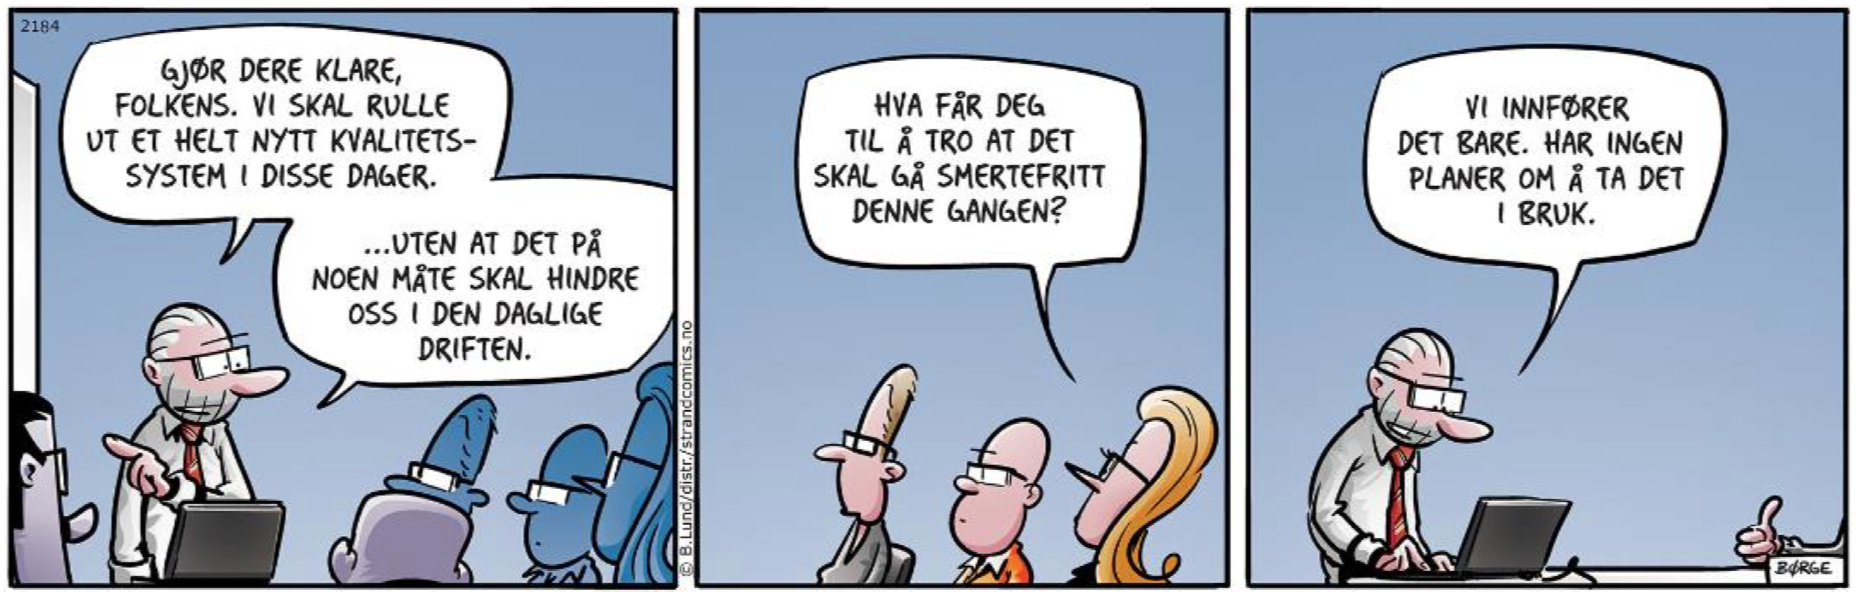 2184
GJØR DERE KLARE,
FOLKENS. VI SKAL RULLE
UT ET HELT NYTT KVALITETS-
SYSTEM I DISSE DAGER.
...UTEN AT DET PÅ
NOEN MÅTE SKAL HINDRE
OSS I DEN DAGLIGE
DRIFTEN.
© B.Lund/distr./strandcomics.no
HVA FÅR DEG
TIL Å TRO AT DET
SKAL GÅ SMERTEFRITT
DENNE GANGEN?
VI INNFØRER
DET BARE. HAR INGEN
PLANER OM Å TA DET
I BRUK.
BØRGE